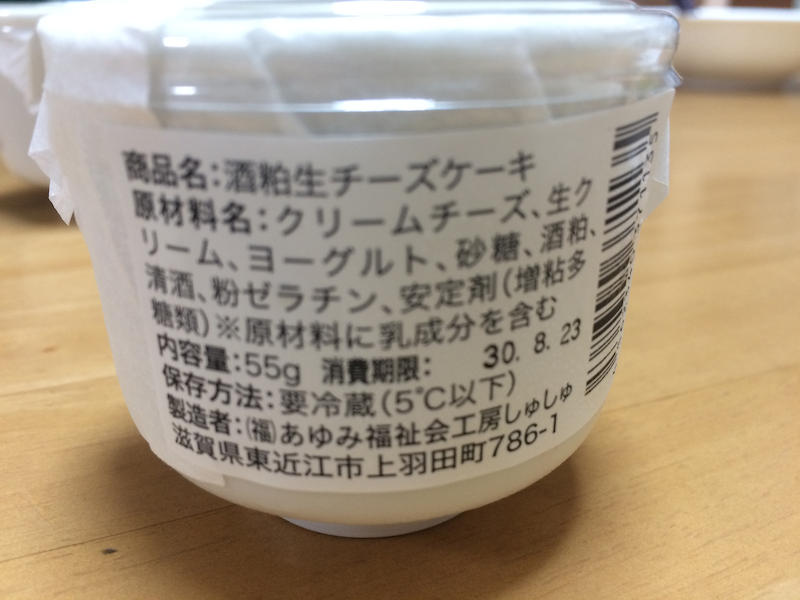 商品名:酒粕生チーズケーキ
原材料名:クリームチーズ、生ク
リーム、ヨーグルト、砂糖、酒粕、
清酒、粉ゼラチン、安定剤(増粘多
糖類)※原材料に乳成分を含む
内容量:55g 消費期限: 30. 8. 23
保存方法:要冷蔵(5℃以下)
製造者:㈵あゆみ福祉会工房しゅしゅ
滋賀県東近江市上羽田町786-1